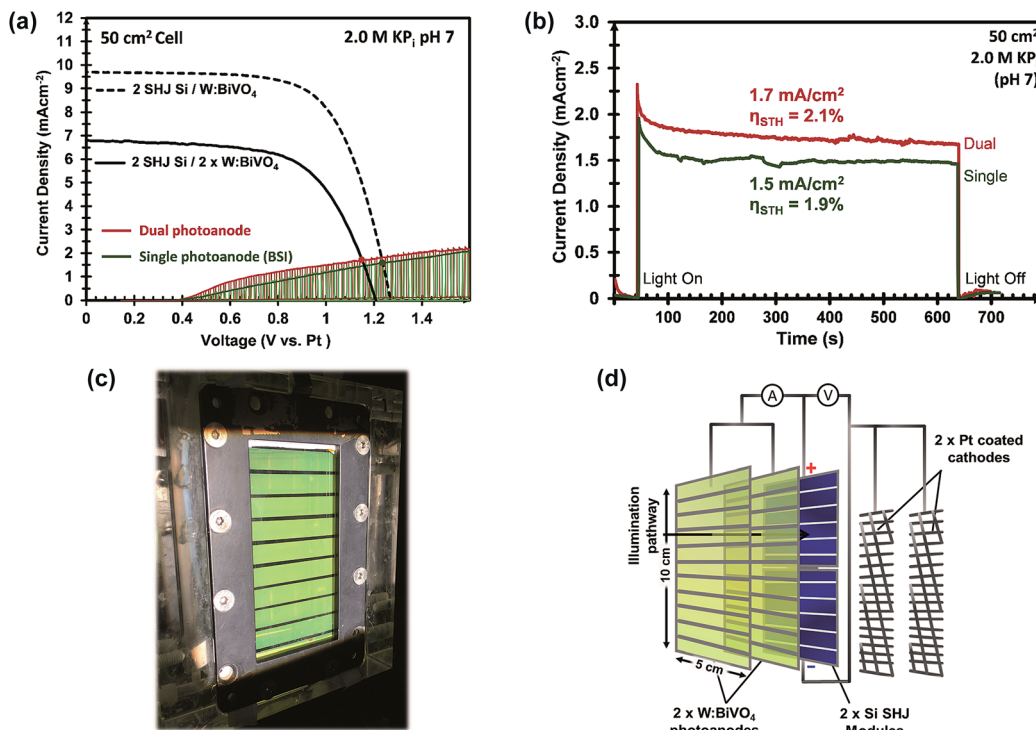 (a)
50 cm² Cell
2.0 M KPᵢ pH 7
12
11
10
9
8
7
6
5
4
3
2
1
0
Current Density (mAcm⁻²)
2 SHJ Si / W:BiVO₄
2 SHJ Si / 2 x W:BiVO₄
Dual photoanode
Single photoanode (BSI)
0 0.2 0.4 0.6 0.8 1 1.2 1.4
Voltage (V vs. Pt )
(b)
50 cm²
2.0 M KP
(pH 7)
3.0
2.5
2.0
1.5
1.0
0.5
0
Current Density (mAcm⁻²)
1.7 mA/cm²
ηSTH = 2.1%
Dual
Single
1.5 mA/cm²
ηSTH = 1.9%
Light On
Light Off
0 100 200 300 400 500 600 700
Time (s)
(c)
(d)
A
V
2 x Pt coated
cathodes
+
Illumination
pathway
10 cm
5 cm
-
2 x W:BiVO₄
photoanodes
2 x Si SHJ
Modules